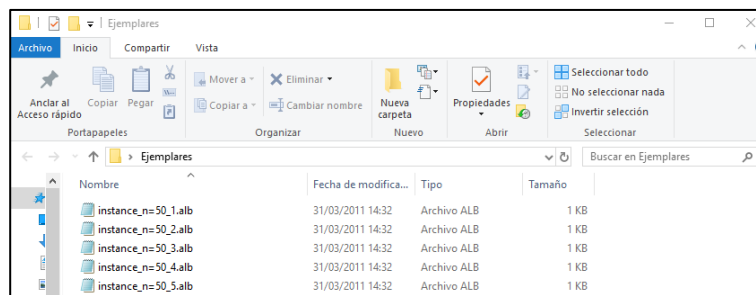 Ejemplares
Archivo Inicio Compartir Vista
Anclar al Acceso rápido
Copiar
Pegar
Mover a
Copiar a
Eliminar
Cambiar nombre
Nueva carpeta
Propiedades
Seleccionar todo
No seleccionar nada
Invertir selección
Portapapeles Organizar Nuevo Abrir Seleccionar
Ejemplares Buscar en Ejemplares
Nombre Fecha de modifica... Tipo Tamaño
instance_n=50_1.alb 31/03/2011 14:32 Archivo ALB 1 KB
instance_n=50_2.alb 31/03/2011 14:32 Archivo ALB 1 KB
instance_n=50_3.alb 31/03/2011 14:32 Archivo ALB 1 KB
instance_n=50_4.alb 31/03/2011 14:32 Archivo ALB 1 KB
instance_n=50_5.alb 31/03/2011 14:32 Archivo ALB 1 KB